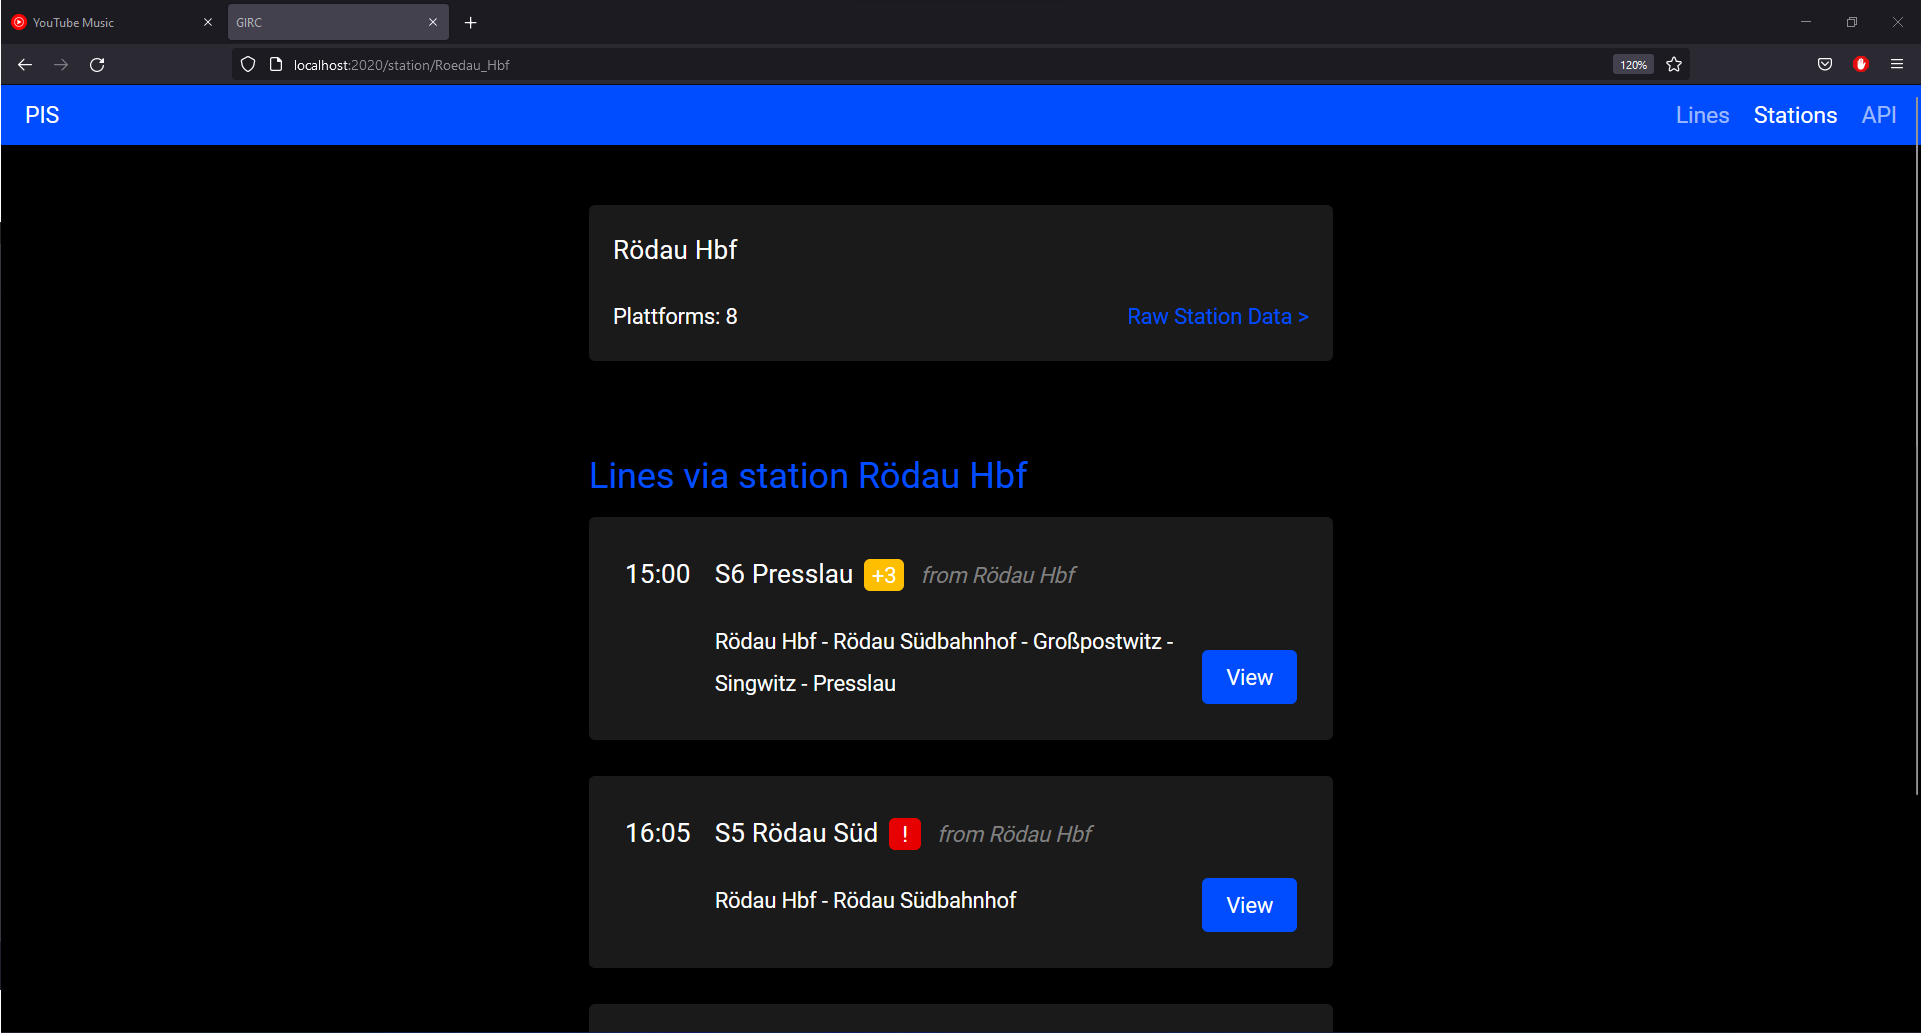 YouTube Music
GIRC
localhost:2020/station/Roedau_Hbf
120%
PIS
Lines
Stations
API
Rödau Hbf
Plattforms: 8
Raw Station Data >
Lines via station Rödau Hbf
15:00 S6 Presslau +3 from Rödau Hbf
Rödau Hbf - Rödau Südbahnhof - Großpostwitz -
Singwitz - Presslau
View
16:05 S5 Rödau Süd ! from Rödau Hbf
Rödau Hbf - Rödau Südbahnhof
View